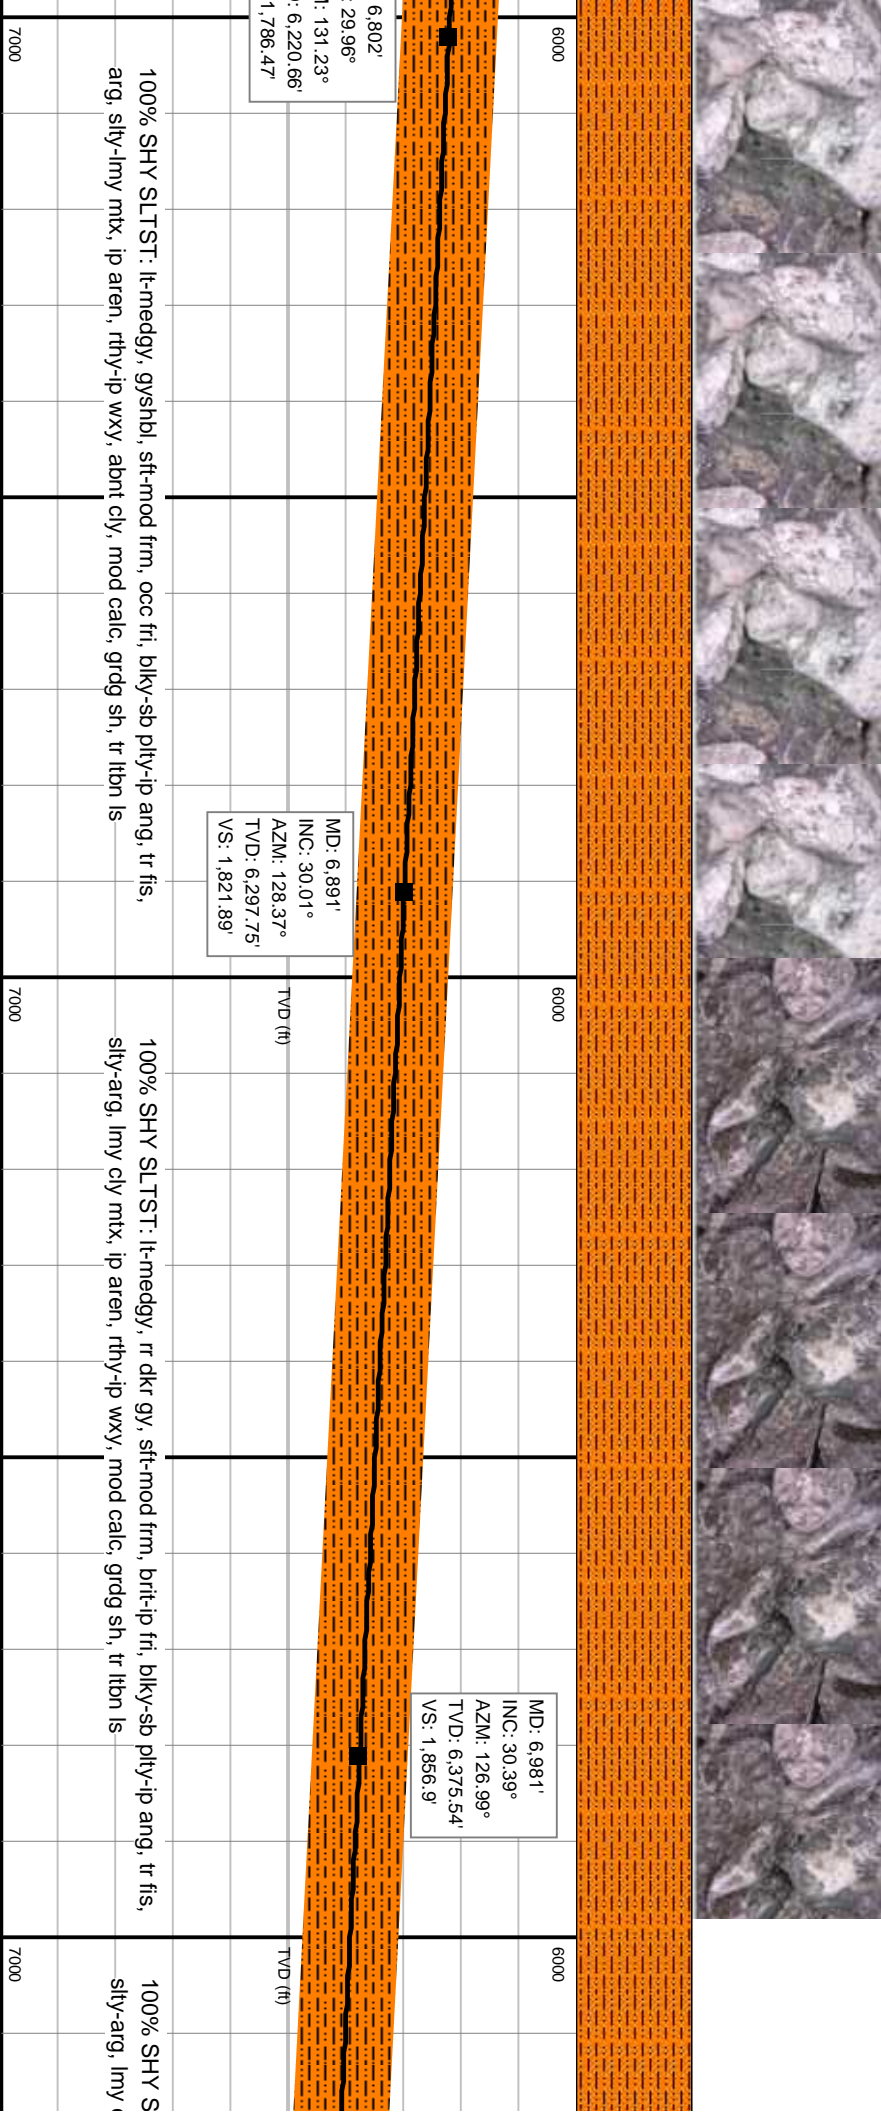 6000
7000
6,802'
29.96°
131.23°
6,220.66'
1,786.47'
100% SHY SLTST: lt-medgy, gyshbl, sft-mod frm, occ fri, blky-sb plty-ip ang, tr fis,
arg, slty-lmy mtx, ip aren, rthy-ip wxy, abnt cly, mod calc, grdg sh, tr ltbn ls
MD: 6,891'
INC: 30.01°
AZM: 128.37°
TVD: 6,297.75'
VS: 1,821.89'
6000
TVD (ft)
7000
100% SHY SLTST: lt-medgy, rr dkr gy, sft-mod frm, brit-ip fri, blky-sb plty-ip ang, tr fis,
slty-arg, lmy cly mtx, ip aren, rthy-ip wxy, mod calc, grdg sh, tr ltbn ls
MD: 6,981'
INC: 30.39°
AZM: 126.99°
TVD: 6,375.54'
VS: 1,856.9'
6000
TVD (ft)
7000
100% SHY S
slty-arg, lmy